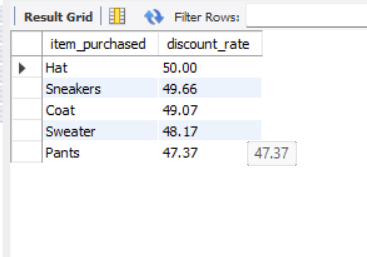 Result Grid Filter Rows:
item_purchased discount_rate
Hat 50.00
Sneakers 49.66
Coat 49.07
Sweater 48.17
Pants 47.37 47.37